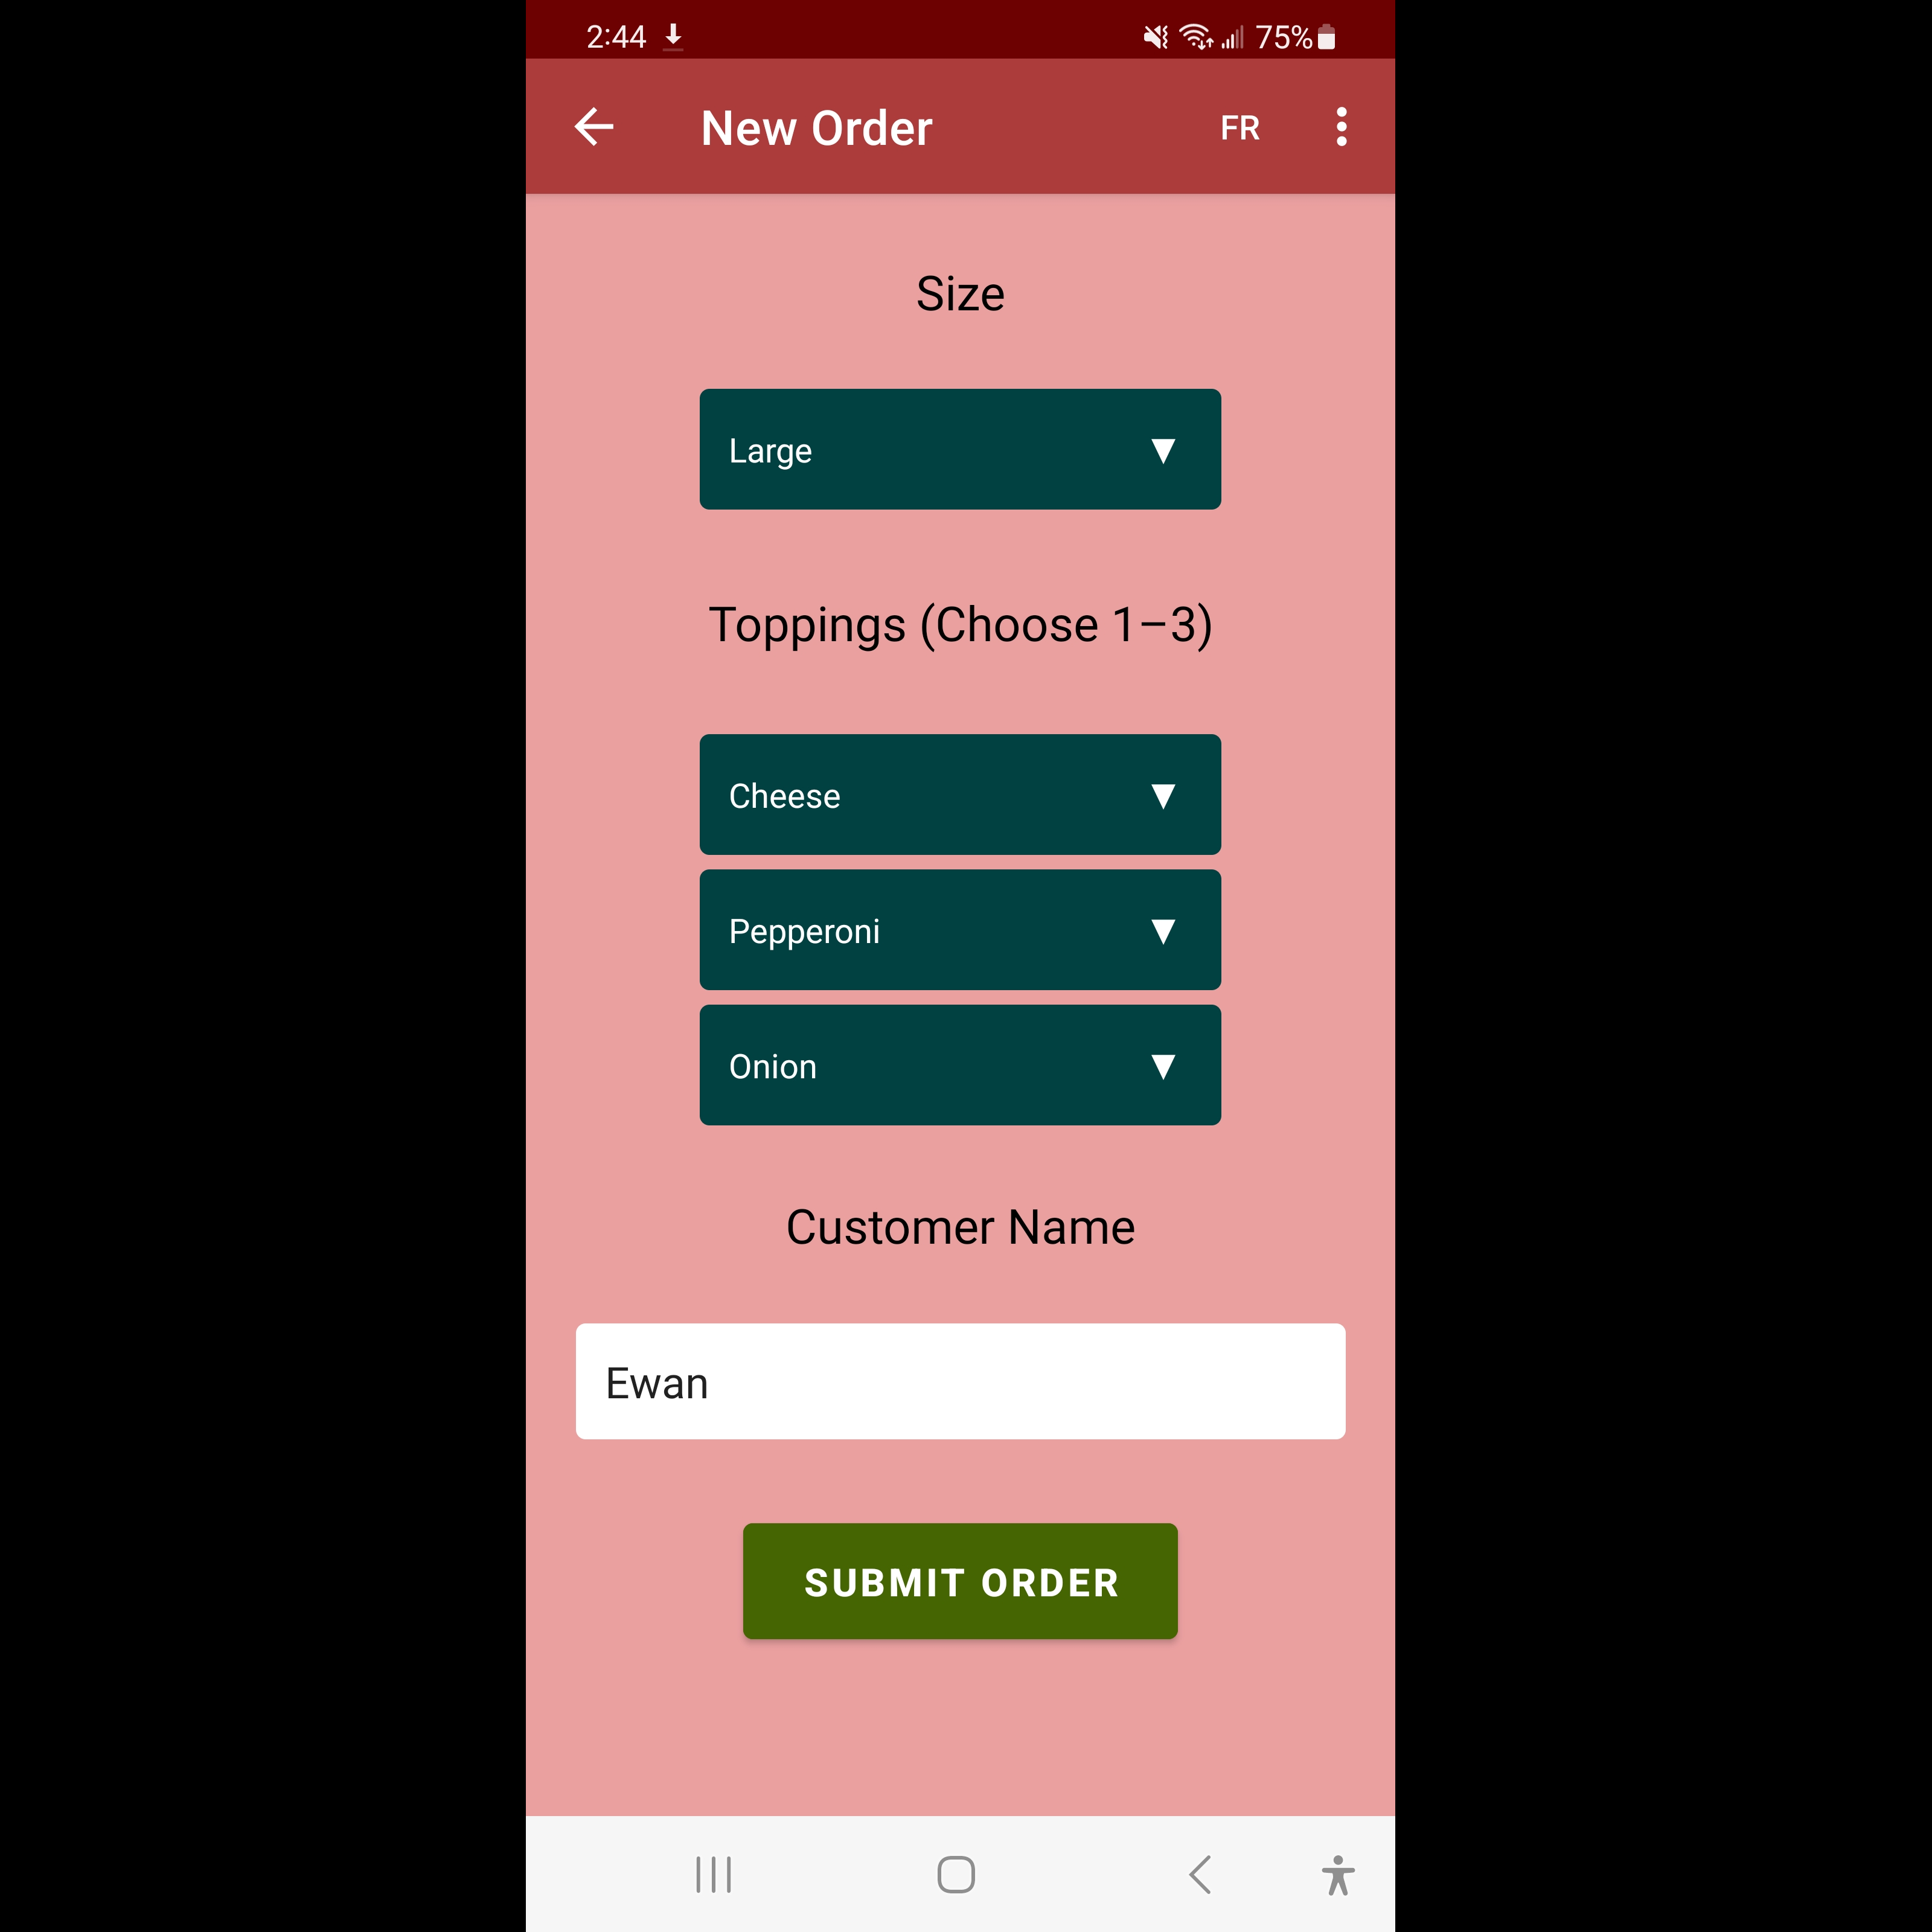 2:44 75%
New Order FR
Size
Large
Toppings (Choose 1–3)
Cheese
Pepperoni
Onion
Customer Name
Ewan
SUBMIT ORDER